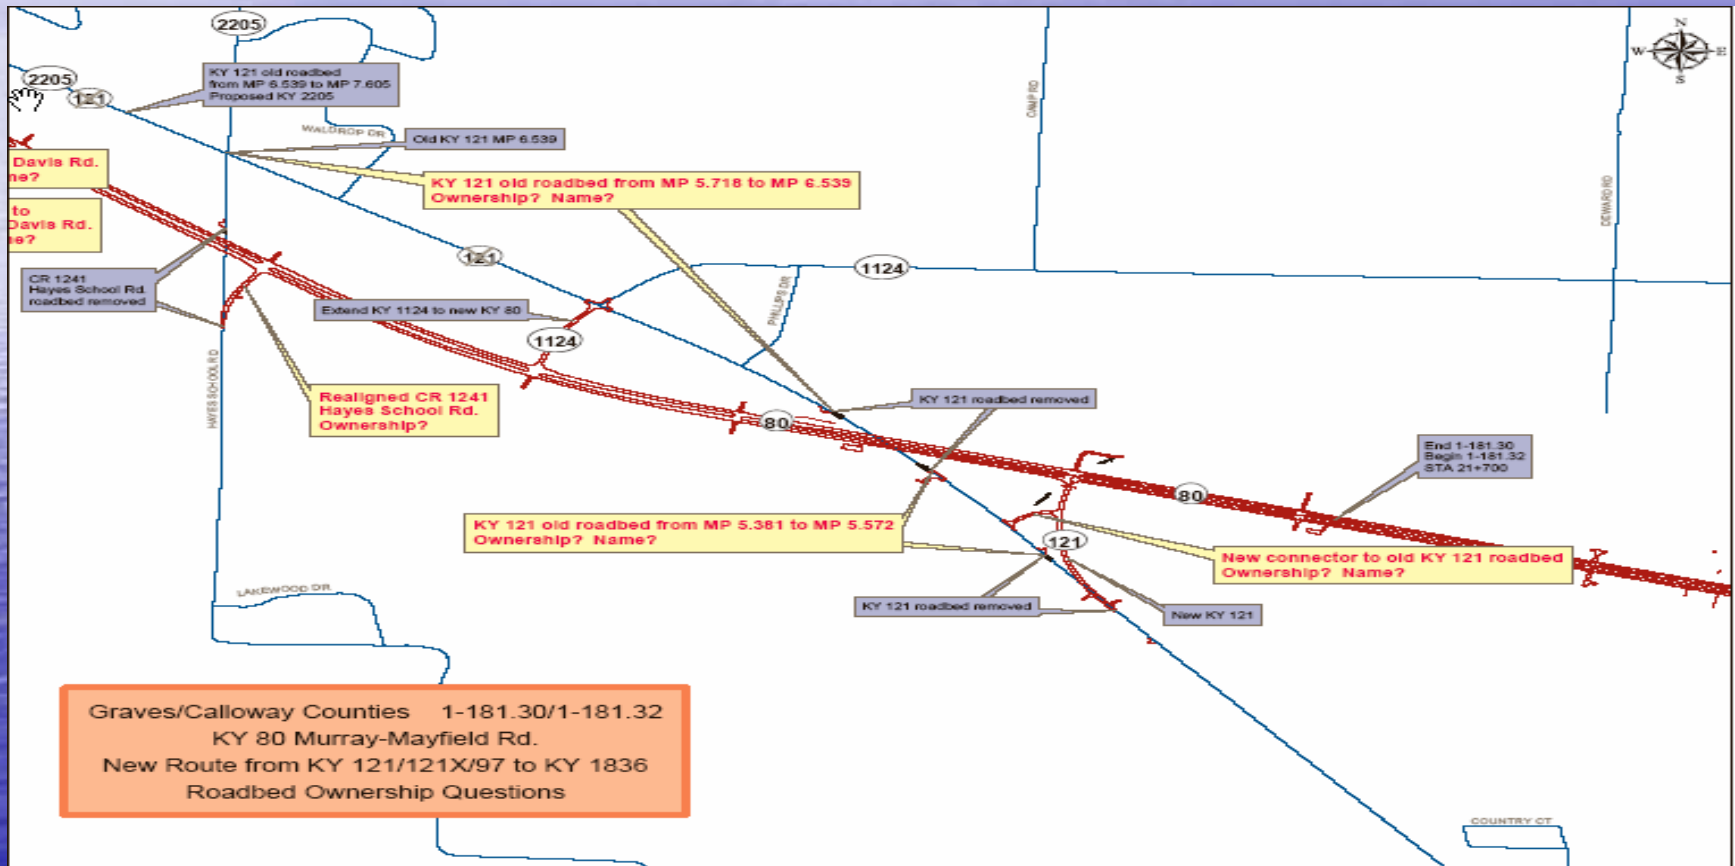 2205
N
W
E
S
2205
121
KY 121 old roadbed
from MP 6.539 to MP 7.605
Proposed KY 2205
CAMP RD
WALDROP DR
Old KY 121 MP 6.539
Davis Rd.
me?
KY 121 old roadbed from MP 5.718 to MP 6.539
Ownership? Name?
DEWARD RD
to
Davis Rd.
me?
121
1124
CR 1241
Hayes School Rd.
roadbed removed
PHILLIPS DR
Extend KY 1124 to new KY 80
1124
HAYES SCHOOL RD
Realigned CR 1241
Hayes School Rd.
Ownership?
KY 121 roadbed removed
80
End 1-181.30
Begin 1-181.32
STA 21+700
80
KY 121 old roadbed from MP 5.381 to MP 5.572
Ownership? Name?
121
New connector to old KY 121 roadbed
Ownership? Name?
LAKEWOOD DR
KY 121 roadbed removed
New KY 121
Graves/Calloway Counties 1-181.30/1-181.32
KY 80 Murray-Mayfield Rd.
New Route from KY 121/121X/97 to KY 1836
Roadbed Ownership Questions
COUNTRY CT